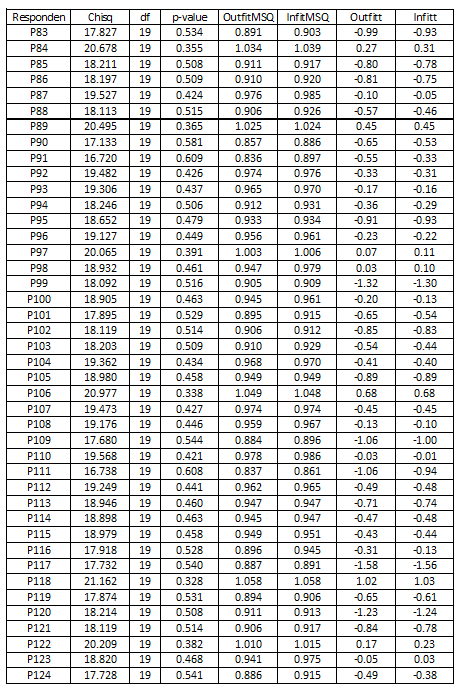 Responden Chisq df p-value OutfitMSQ InfitMSQ Outfitt Infitt
P83 17.827 19 0.534 0.891 0.903 -0.99 -0.93
P84 20.678 19 0.355 1.034 1.039 0.27 0.31
P85 18.211 19 0.508 0.911 0.917 -0.80 -0.78
P86 18.197 19 0.509 0.910 0.920 -0.81 -0.75
P87 19.527 19 0.424 0.976 0.985 -0.10 -0.05
P88 18.113 19 0.515 0.906 0.926 -0.57 -0.46
P89 20.495 19 0.365 1.025 1.024 0.45 0.45
P90 17.133 19 0.581 0.857 0.886 -0.65 -0.53
P91 16.720 19 0.609 0.836 0.897 -0.55 -0.33
P92 19.482 19 0.426 0.974 0.976 -0.33 -0.31
P93 19.306 19 0.437 0.965 0.970 -0.17 -0.16
P94 18.246 19 0.506 0.912 0.931 -0.36 -0.29
P95 18.652 19 0.479 0.933 0.934 -0.91 -0.93
P96 19.127 19 0.449 0.956 0.961 -0.23 -0.22
P97 20.065 19 0.391 1.003 1.006 0.07 0.11
P98 18.932 19 0.461 0.947 0.979 0.03 0.10
P99 18.092 19 0.516 0.905 0.909 -1.32 -1.30
P100 18.905 19 0.463 0.945 0.961 -0.20 -0.13
P101 17.895 19 0.529 0.895 0.915 -0.65 -0.54
P102 18.119 19 0.514 0.906 0.912 -0.85 -0.83
P103 18.203 19 0.509 0.910 0.929 -0.54 -0.44
P104 19.362 19 0.434 0.968 0.970 -0.41 -0.40
P105 18.980 19 0.458 0.949 0.949 -0.89 -0.89
P106 20.977 19 0.338 1.049 1.048 0.68 0.68
P107 19.473 19 0.427 0.974 0.974 -0.45 -0.45
P108 19.176 19 0.446 0.959 0.967 -0.13 -0.10
P109 17.680 19 0.544 0.884 0.896 -1.06 -1.00
P110 19.568 19 0.421 0.978 0.986 -0.03 -0.01
P111 16.738 19 0.608 0.837 0.861 -1.06 -0.94
P112 19.249 19 0.441 0.962 0.965 -0.49 -0.48
P113 18.946 19 0.460 0.947 0.947 -0.71 -0.74
P114 18.898 19 0.463 0.945 0.947 -0.47 -0.48
P115 18.979 19 0.458 0.949 0.951 -0.43 -0.44
P116 17.918 19 0.528 0.896 0.945 -0.31 -0.13
P117 17.732 19 0.540 0.887 0.891 -1.58 -1.56
P118 21.162 19 0.328 1.058 1.058 1.02 1.03
P119 17.874 19 0.531 0.894 0.906 -0.65 -0.61
P120 18.214 19 0.508 0.911 0.913 -1.23 -1.24
P121 18.119 19 0.514 0.906 0.917 -0.84 -0.78
P122 20.209 19 0.382 1.010 1.015 0.17 0.23
P123 18.820 19 0.468 0.941 0.975 -0.05 0.03
P124 17.728 19 0.541 0.886 0.915 -0.49 -0.38